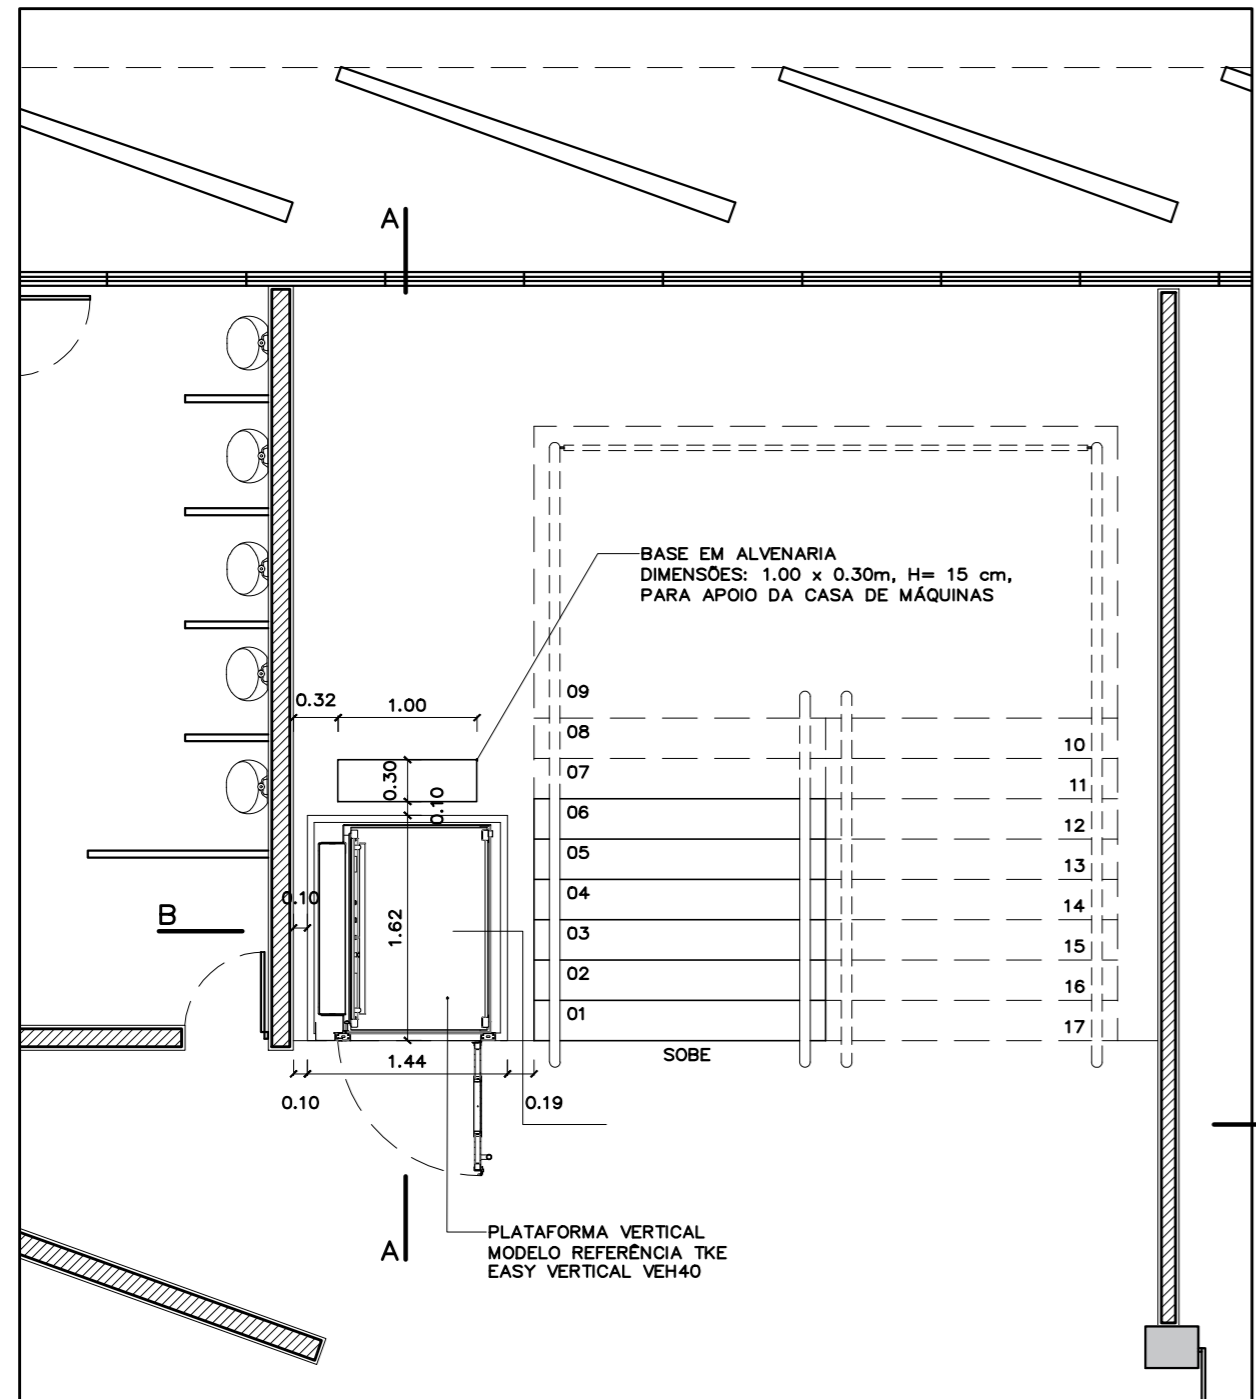 A
BASE EM ALVENARIA
DIMENSÕES: 1.00 x 0.30m, H= 15 cm,
PARA APOIO DA CASA DE MÁQUINAS
0.32
1.00
0.30
0.10
0.10
1.62
B
09
08
07
06
05
04
03
02
01
10
11
12
13
14
15
16
17
SOBE
1.44
0.10
0.19
PLATAFORMA VERTICAL
MODELO REFERÊNCIA TKE
EASY VERTICAL VEH40
A